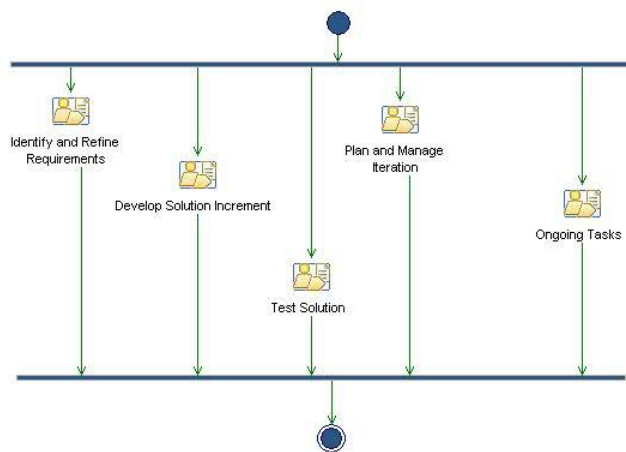 Identify and Refine
Requirements
Develop Solution Increment
Test Solution
Plan and Manage
Iteration
Ongoing Tasks